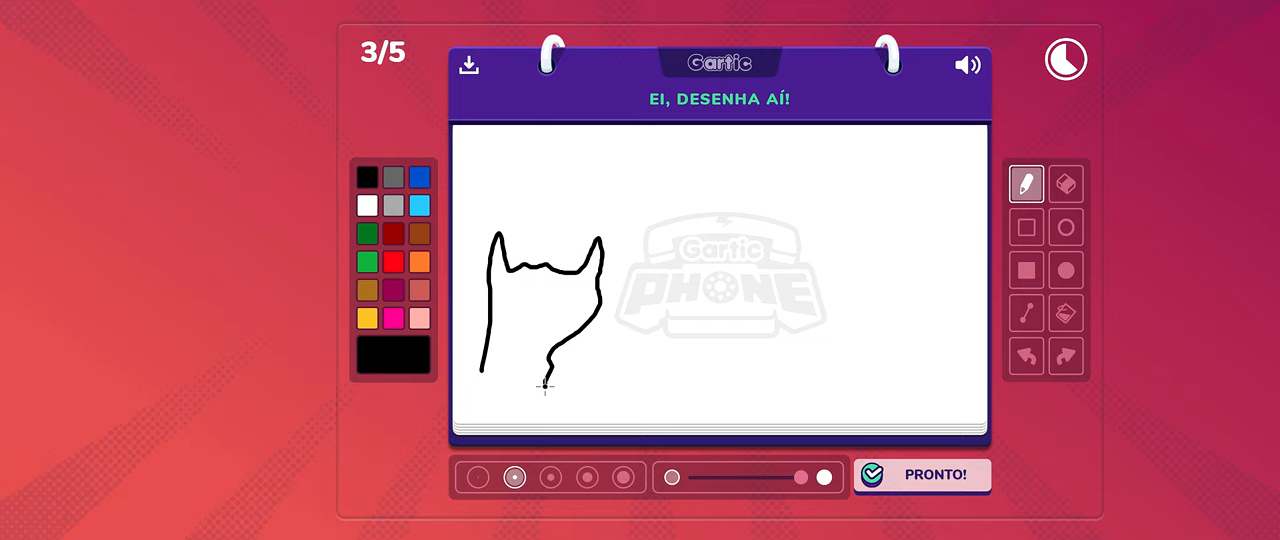 3/5
Gartic
EI, DESENHA AÍ!
Gartic
PHONE
PRONTO!